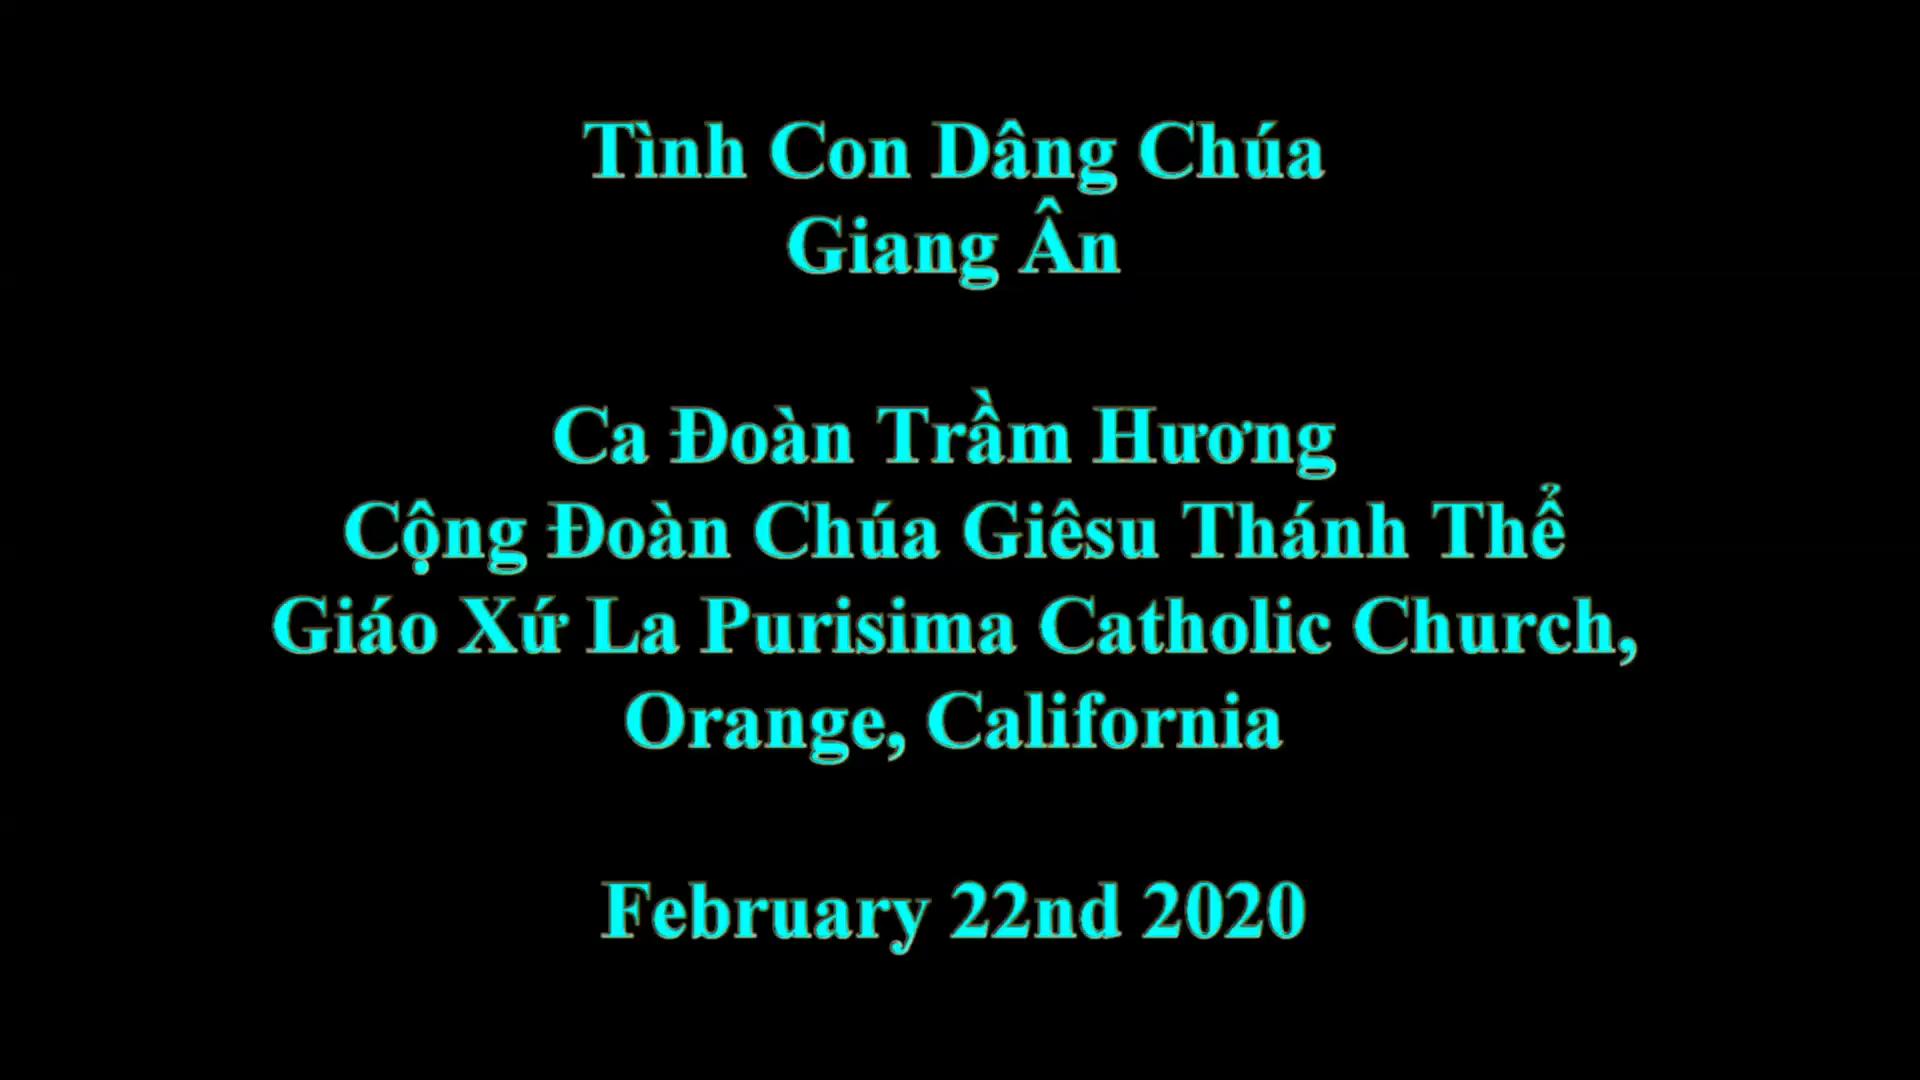 Tình Con Dâng Chúa
Giang Ân
Ca Đoàn Trầm Hương
Cộng Đoàn Chúa Giêsu Thánh Thể
Giáo Xứ La Purisima Catholic Church,
Orange, California
February 22nd 2020